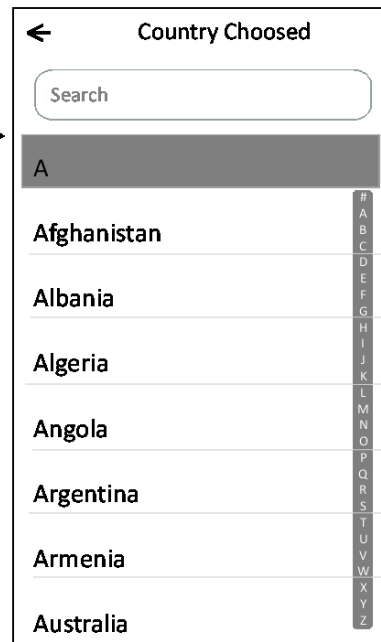 Country Choosed
Search
A
Afghanistan
Albania
Algeria
Angola
Argentina
Armenia
Australia
#
A
B
C
D
E
F
G
H
I
J
K
L
M
N
O
P
Q
R
S
T
U
V
W
X
Y
Z